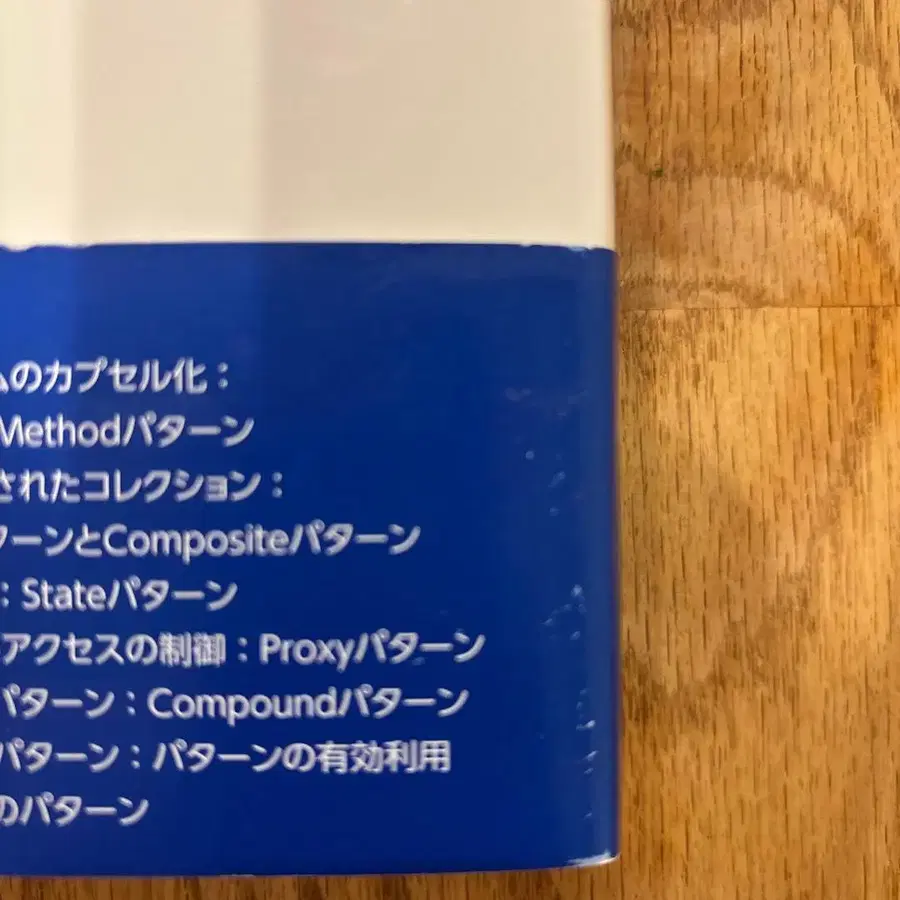 のカプセル化：
Methodパターン
されたコレクション：
ターンとCompositeパターン
：Stateパターン
アクセスの制御：Proxyパターン
パターン：Compoundパターン
パターン：パターンの有効利用
のパターン